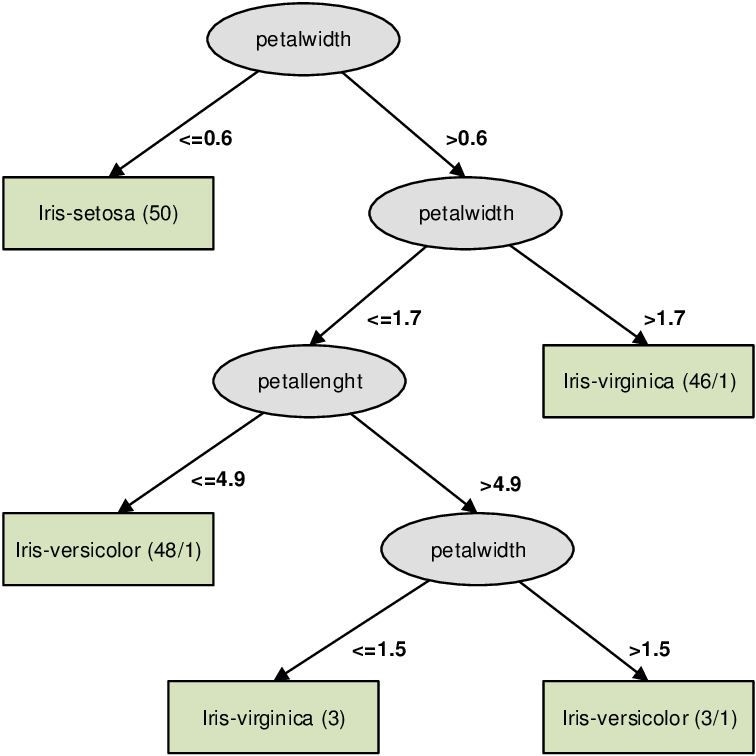 petalwidth
<=0.6
>0.6
Iris-setosa (50)
petalwidth
<=1.7
>1.7
petallenght
Iris-virginica (46/1)
<=4.9
>4.9
Iris-versicolor (48/1)
petalwidth
<=1.5
>1.5
Iris-virginica (3)
Iris-versicolor (3/1)